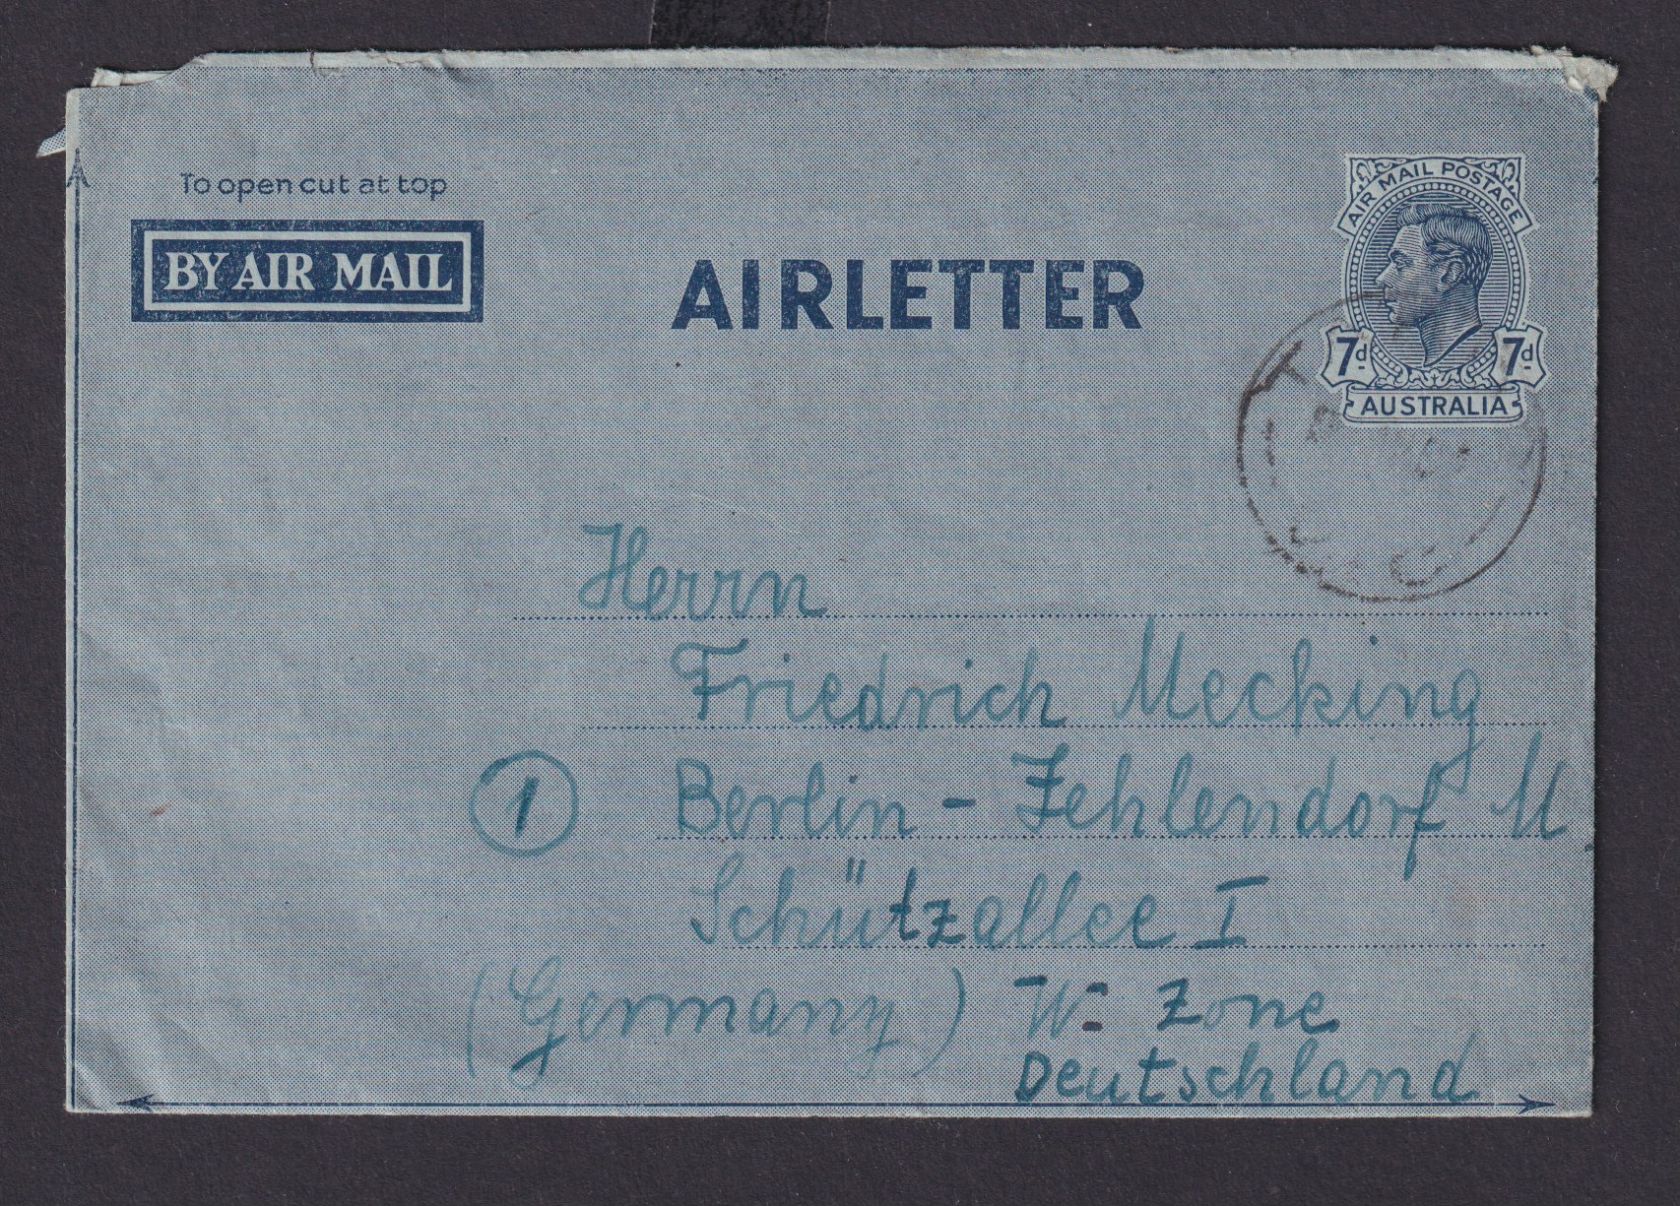 To open cut at top
BY AIR MAIL
AIRLETTER
AIR MAIL POSTAGE
7d 7d
AUSTRALIA
Herrn
Friedrich Mecking
1 Berlin - Zehlendorf M.
Schützallee I
(Germany) W- Zone
Deutschland